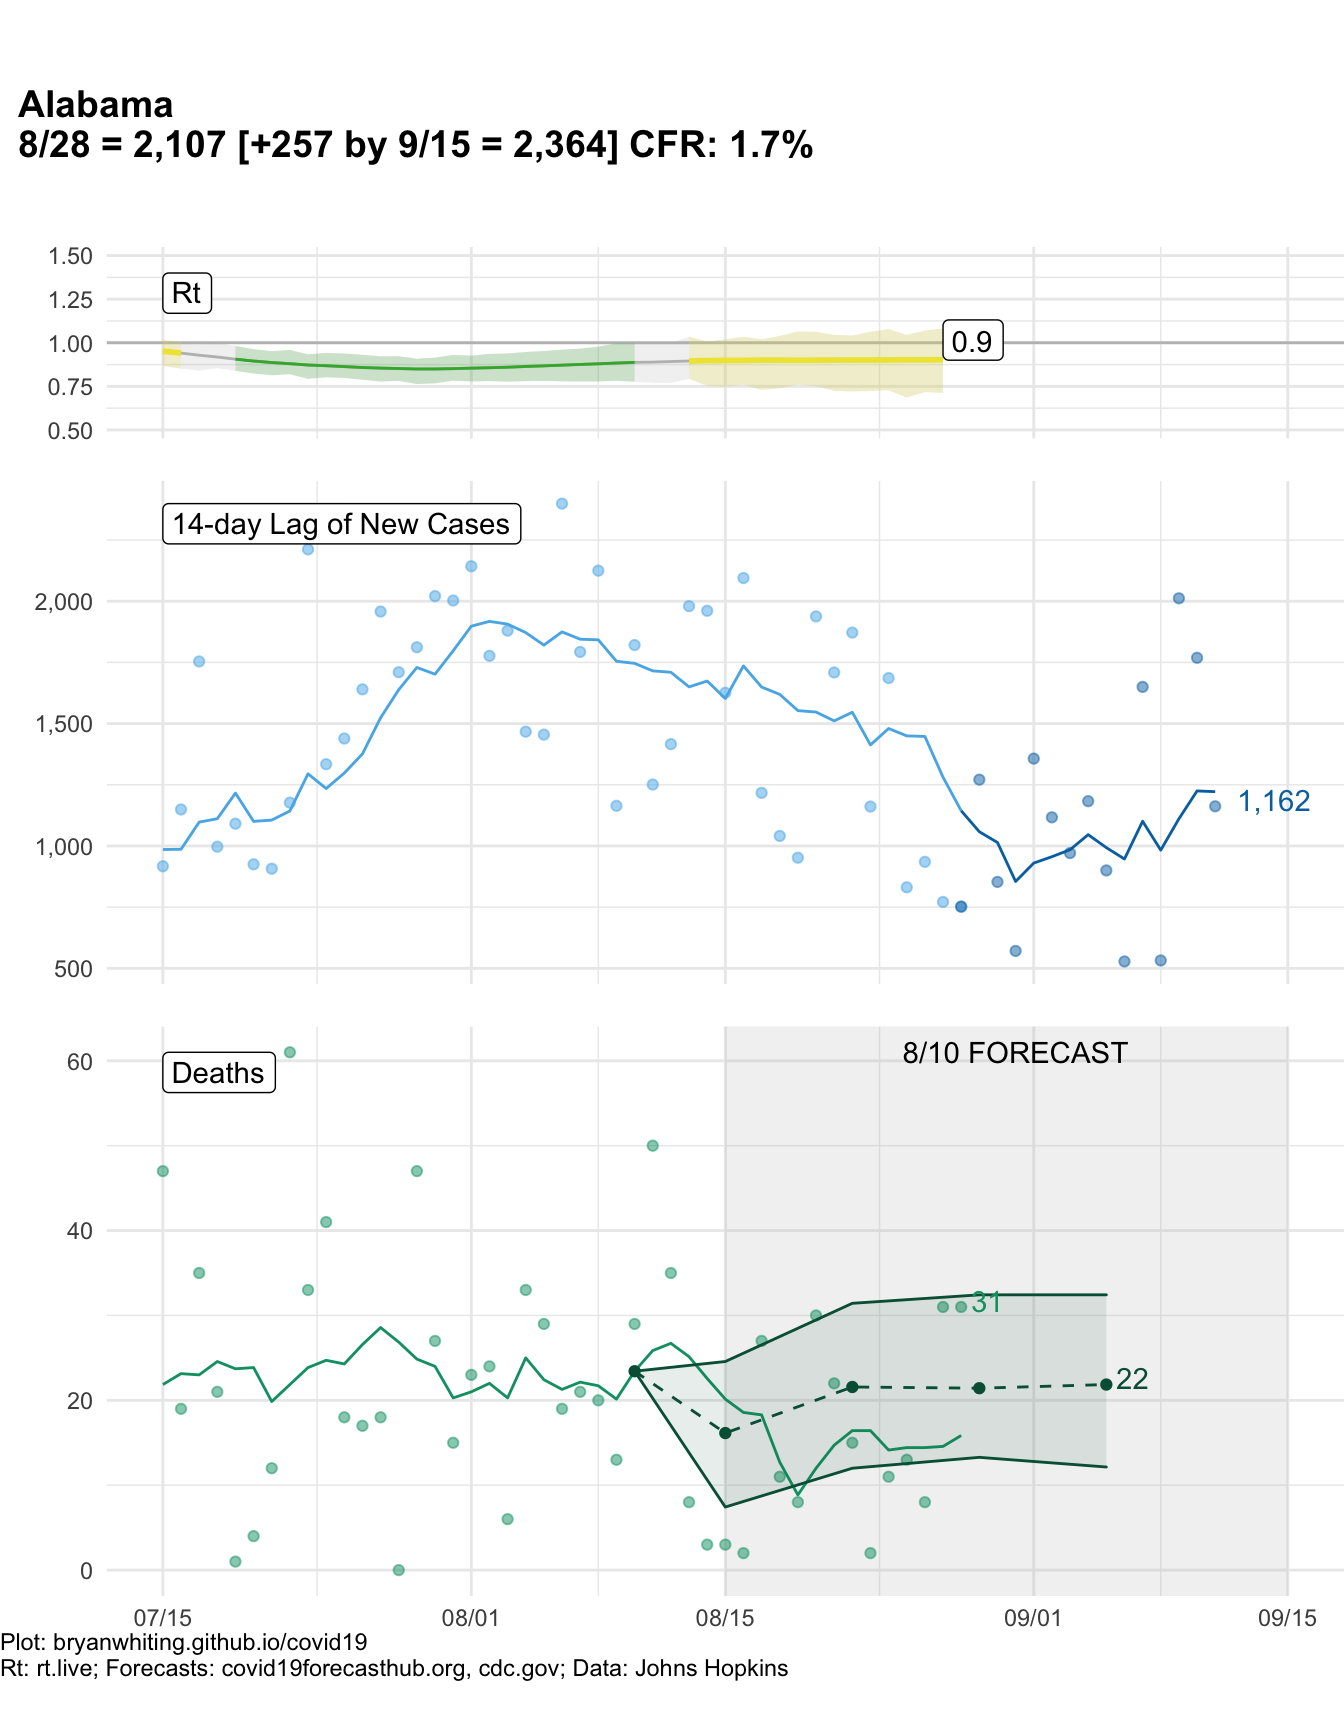 Alabama
8/28 = 2,107 [+257 by 9/15 = 2,364] CFR: 1.7%
1.50
Rt
1.25
1.00
0.9
0.75
0.50
14-day Lag of New Cases
2,000
1,500
1,162
1,000
500
8/10 FORECAST
60
Deaths
40
31
22
20
0
07/15 08/01 08/15 09/01 09/15
Plot: bryanwhiting.github.io/covid19
Rt: rt.live; Forecasts: covid19forecasthub.org, cdc.gov; Data: Johns Hopkins